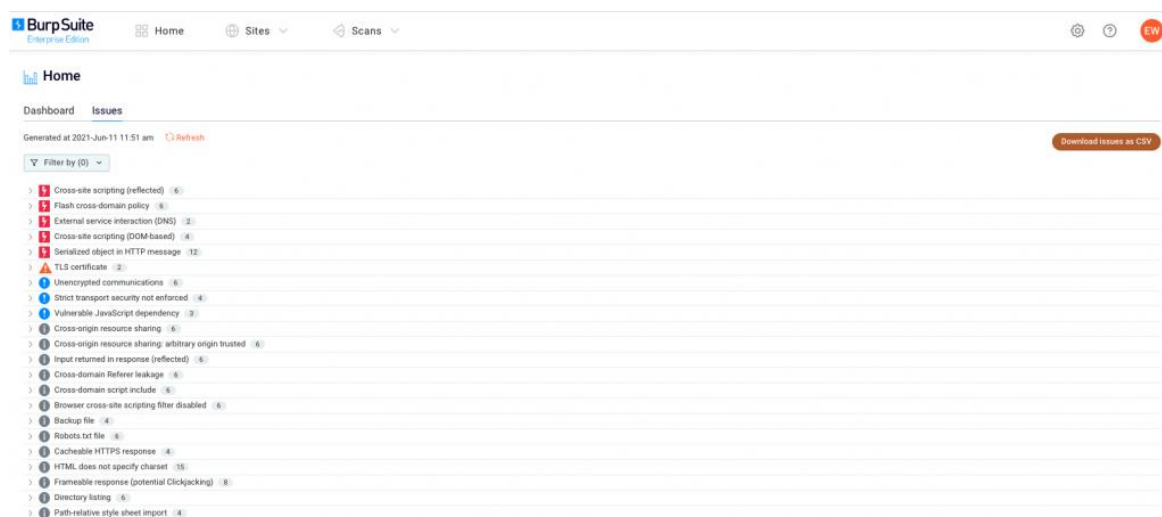 BurpSuite Home Sites Scans EW
Enterprise Edition
Home
Dashboard Issues
Generated at 2021-Jun-11 11:51 am Refresh
Download issues as CSV
Filter by (0)
Cross-site scripting (reflected) 6
Flash cross-domain policy 6
External service interaction (DNS) 2
Cross-site scripting (DOM-based) 4
Serialized object in HTTP message 12
TLS certificate 2
Unencrypted communications 6
Strict transport security not enforced 4
Vulnerable JavaScript dependency 3
Cross-origin resource sharing 6
Cross-origin resource sharing: arbitrary origin trusted 6
Input returned in response (reflected) 6
Cross-domain Referer leakage 6
Cross-domain script include 6
Browser cross-site scripting filter disabled 6
Backup file 4
Robots.txt file 6
Cacheable HTTPS response 4
HTML does not specify charset 15
Frameable response (potential Clickjacking) 8
Directory listing 6
Path-relative style sheet import 4